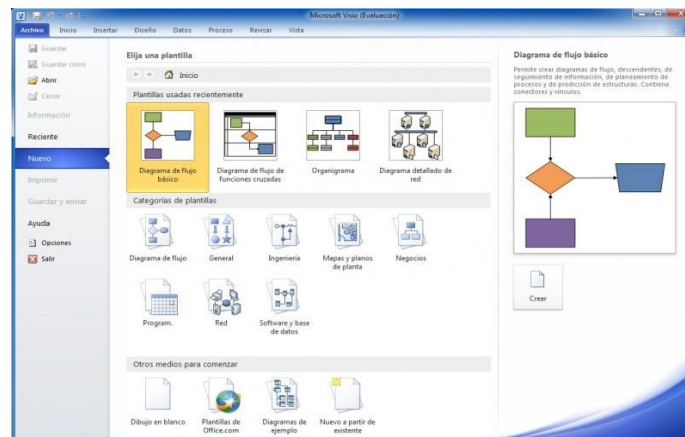 Microsoft Visio (Evaluación)
Archivo Inicio Insertar Diseño Datos Proceso Revisar Vista
Guardar
Guardar como
Abrir
Cerrar
Información
Reciente
Nuevo
Imprimir
Guardar y enviar
Ayuda
Opciones
Salir
Elija una plantilla
Inicio
Plantillas usadas recientemente
Diagrama de flujo
básico
Diagrama de flujo de
funciones cruzadas
Organigrama
Diagrama detallado de
red
Categorías de plantillas
Diagrama de flujo
General
Ingeniería
Mapas y planos
de planta
Negocios
Program.
Red
Software y base
de datos
Otros medios para comenzar
Dibujo en blanco
Plantillas de
Office.com
Diagramas de
ejemplo
Nuevo a partir de
existente
Diagrama de flujo básico
Permite crear diagramas de flujo, descendentes, de
seguimiento de información, de planeamiento de
procesos y de predicción de estructuras. Contiene
conectores y vínculos.
Crear